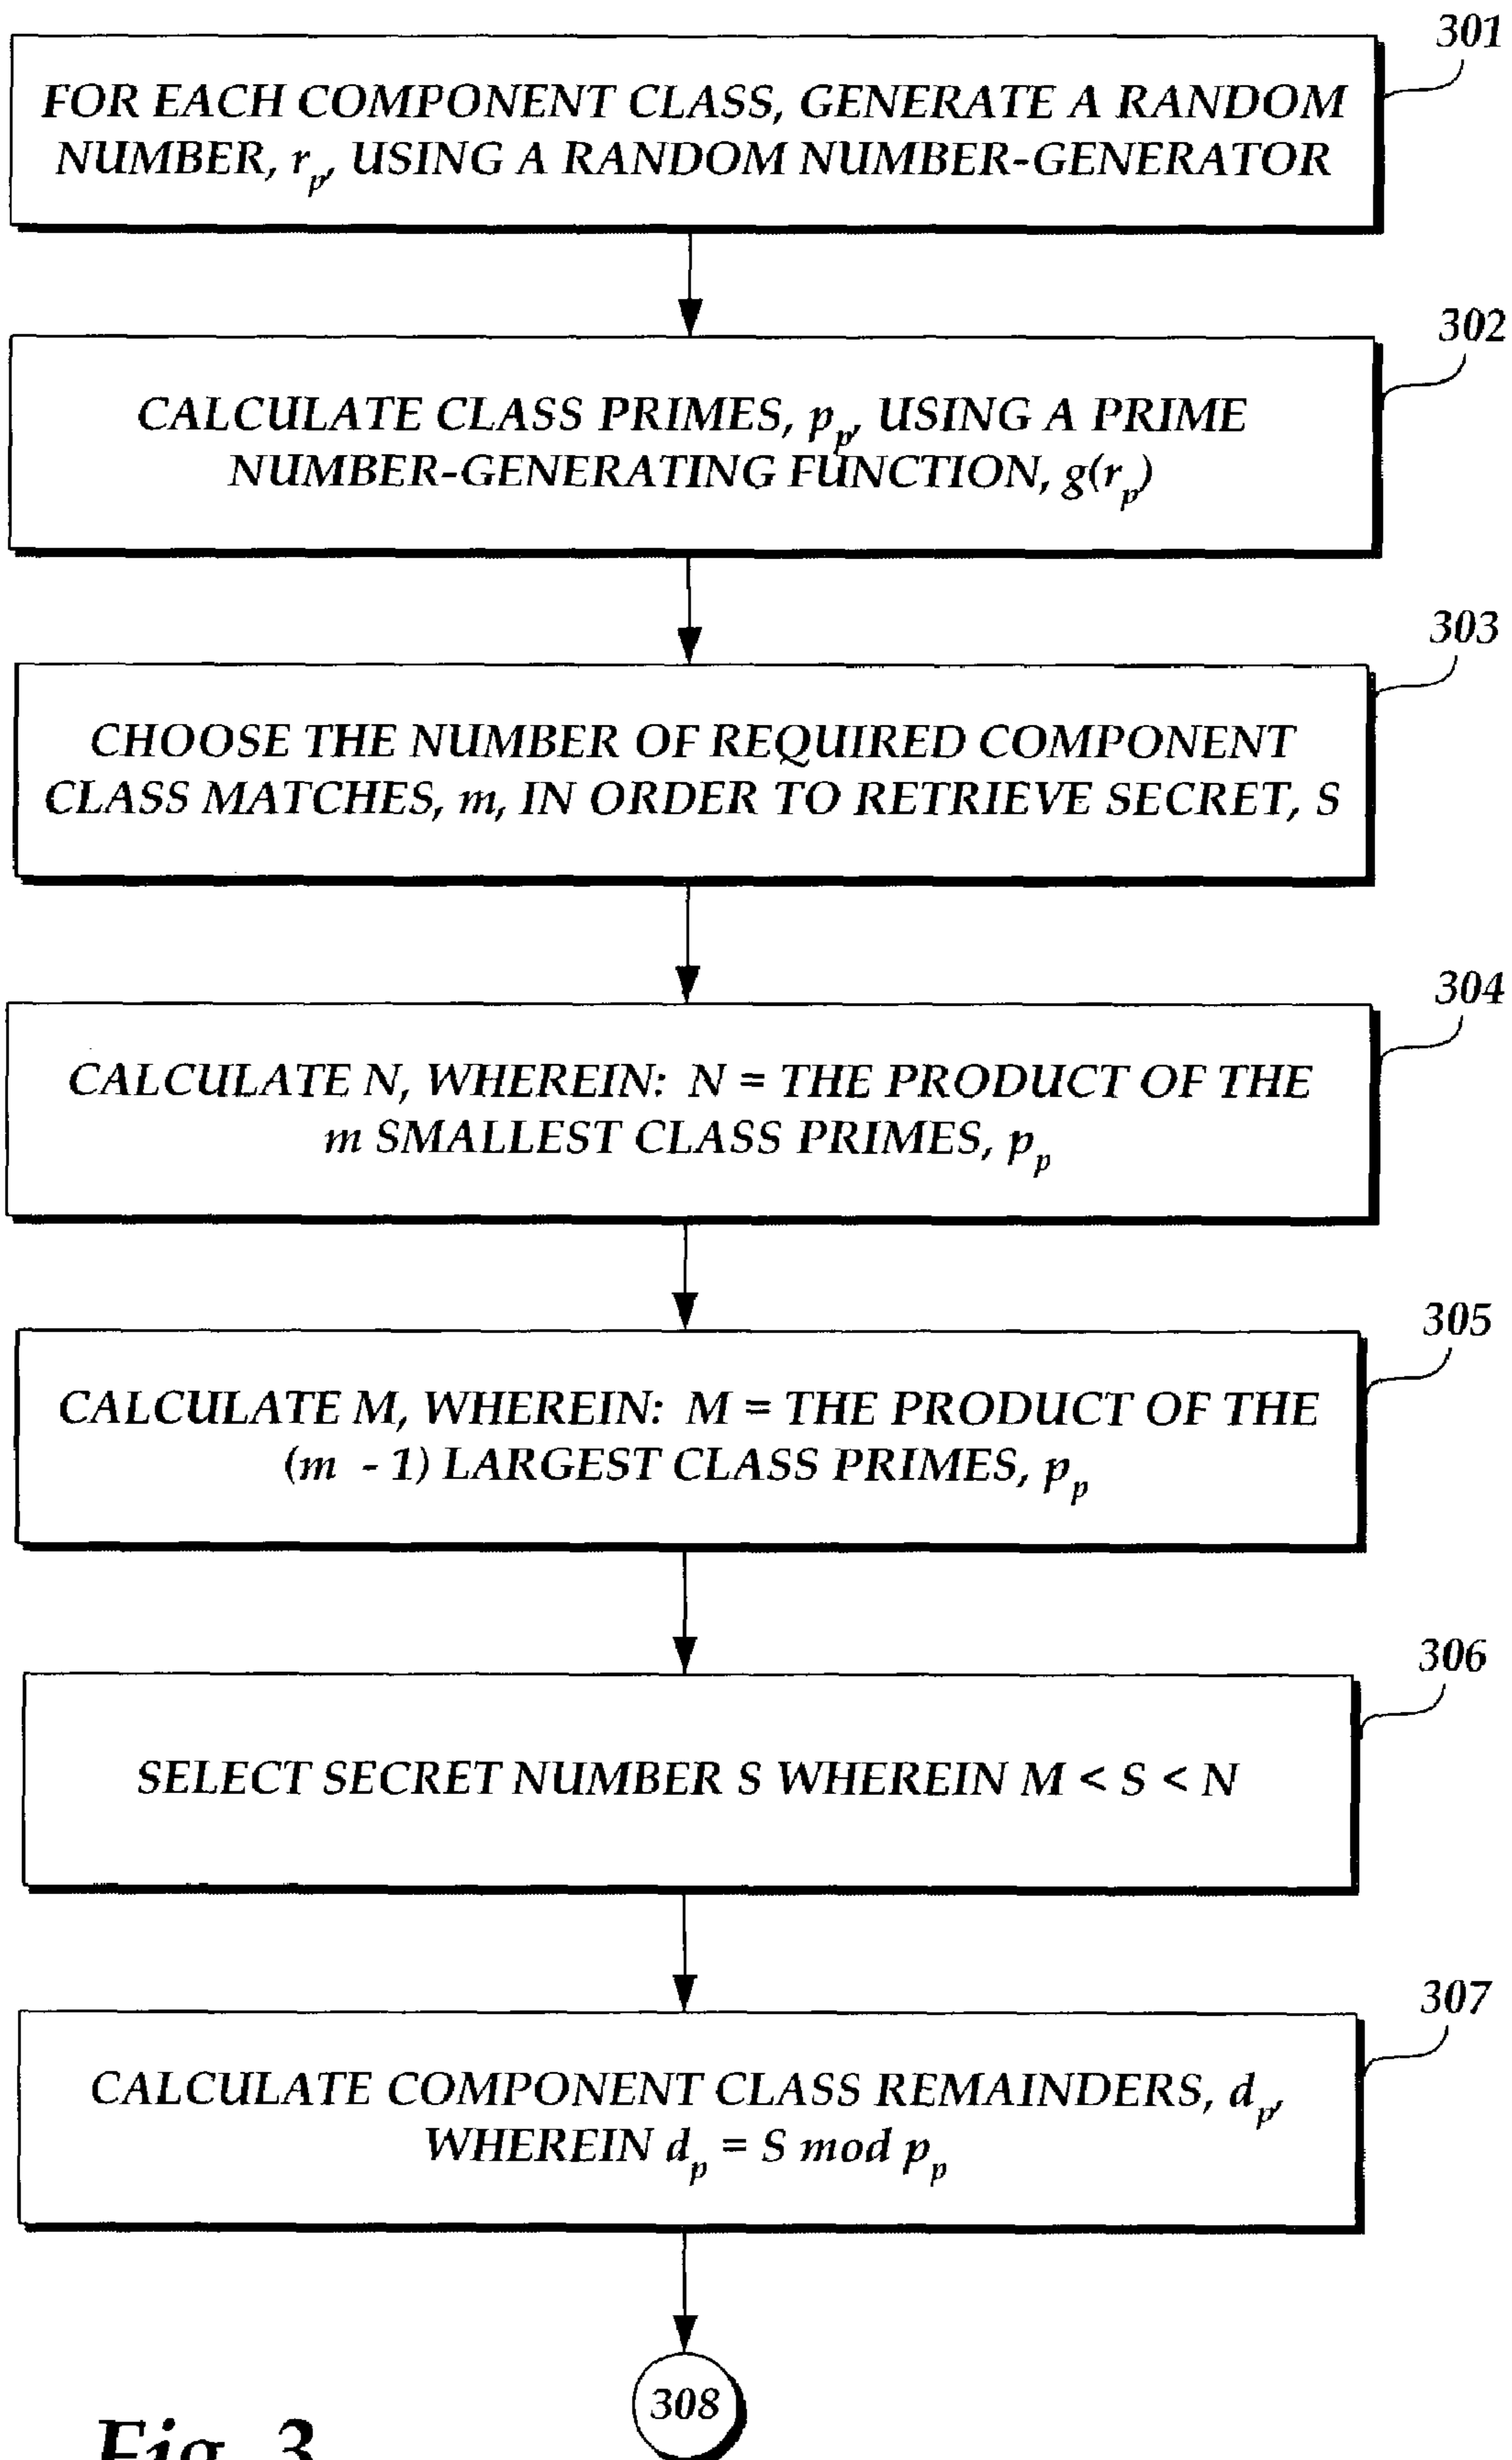 301
FOR EACH COMPONENT CLASS, GENERATE A RANDOM
NUMBER, r_p, USING A RANDOM NUMBER-GENERATOR
302
CALCULATE CLASS PRIMES, p_p, USING A PRIME
NUMBER-GENERATING FUNCTION, g(r_p)
303
CHOOSE THE NUMBER OF REQUIRED COMPONENT
CLASS MATCHES, m, IN ORDER TO RETRIEVE SECRET, S
304
CALCULATE N, WHEREIN: N = THE PRODUCT OF THE
m SMALLEST CLASS PRIMES, p_p
305
CALCULATE M, WHEREIN: M = THE PRODUCT OF THE
(m - 1) LARGEST CLASS PRIMES, p_p
306
SELECT SECRET NUMBER S WHEREIN M < S < N
307
CALCULATE COMPONENT CLASS REMAINDERS, d_p,
WHEREIN d_p = S mod p_p
308
Fig. 3